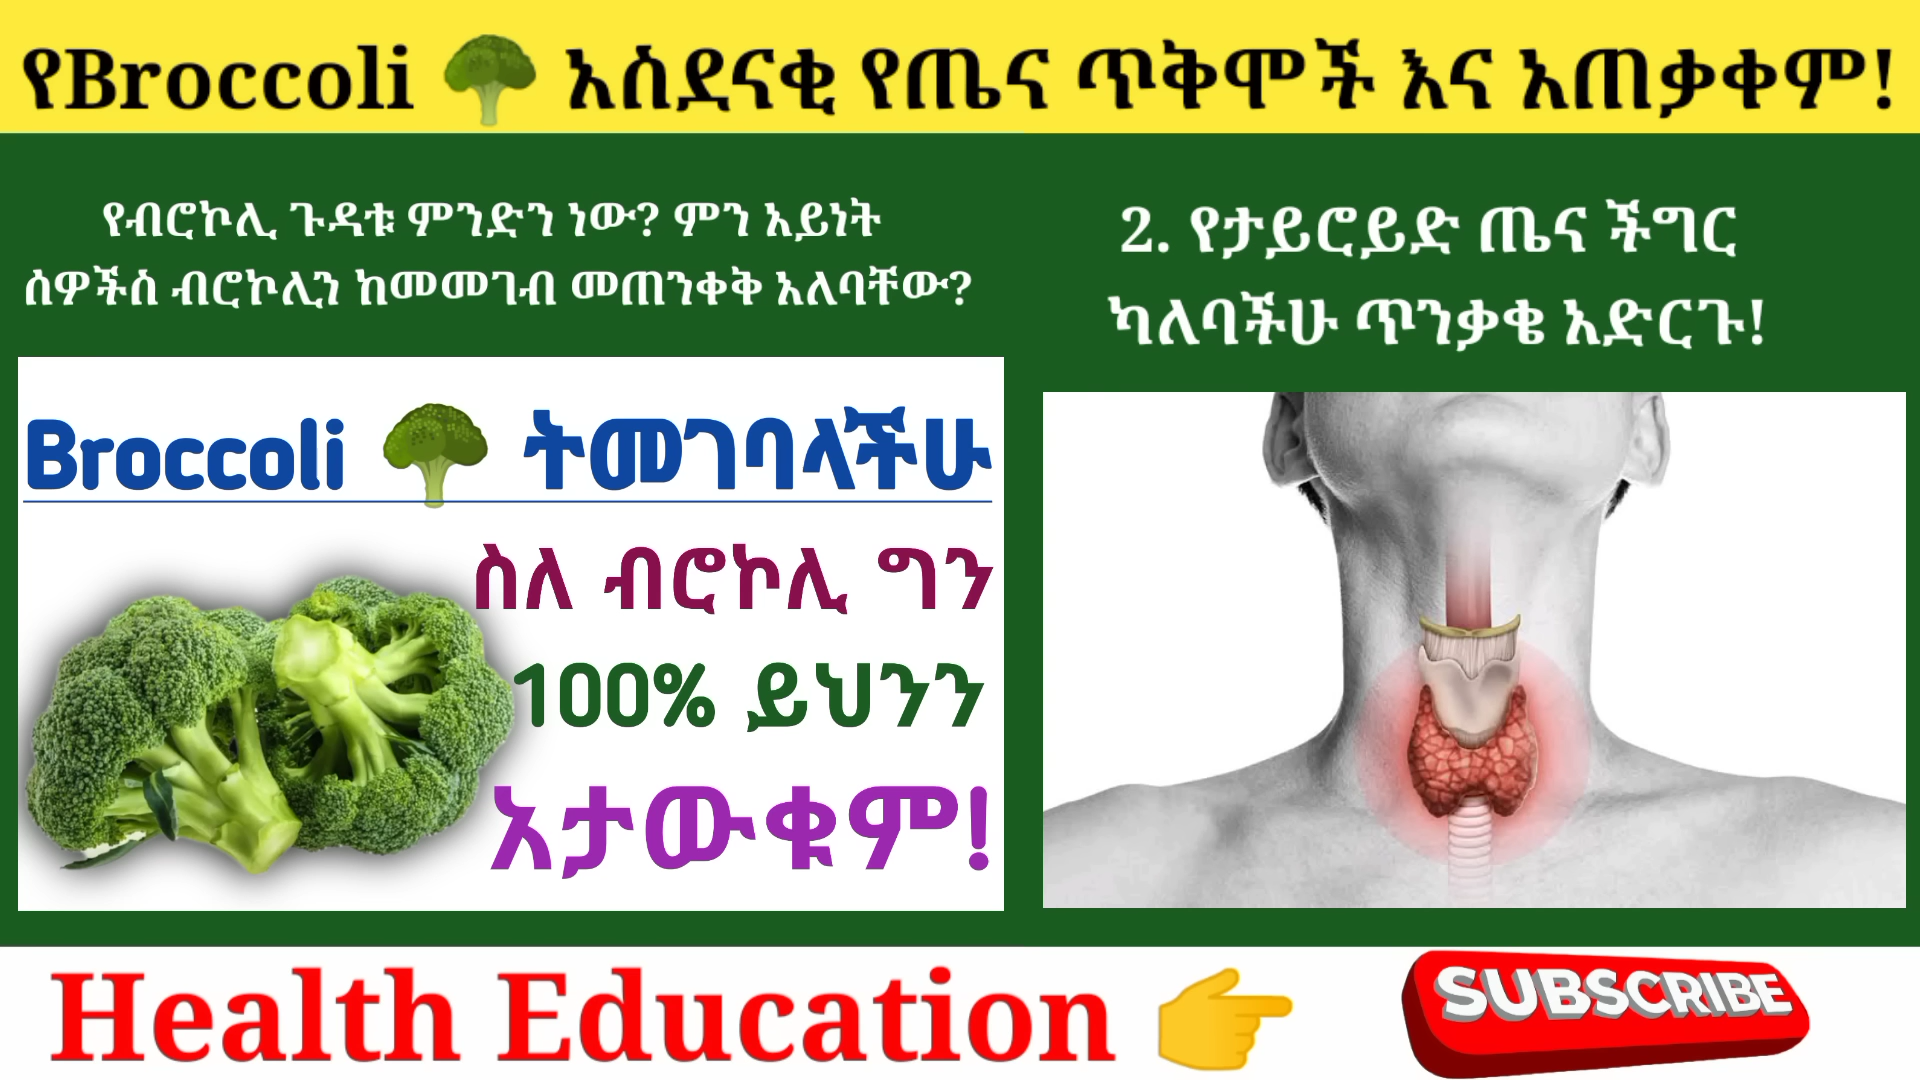 የBroccoli 🥦 አስደናቂ የጤና ጥቅሞች እና አጠቃቀም!
የብሮኮሊ ጉዳቱ ምንድን ነው? ምን አይነት
ሰዎችስ ብሮኮሊን ከመመገብ መጠንቀቅ አለባቸው?
Broccoli 🥦 ትመገባላችሁ
ስለ ብሮኮሊ ግን
100% ይህንን
አታውቁም!
2. የታይሮይድ ጤና ችግር
ካለባችሁ ጥንቃቄ አድርጉ!
Health Education 👉
SUBSCRIBE